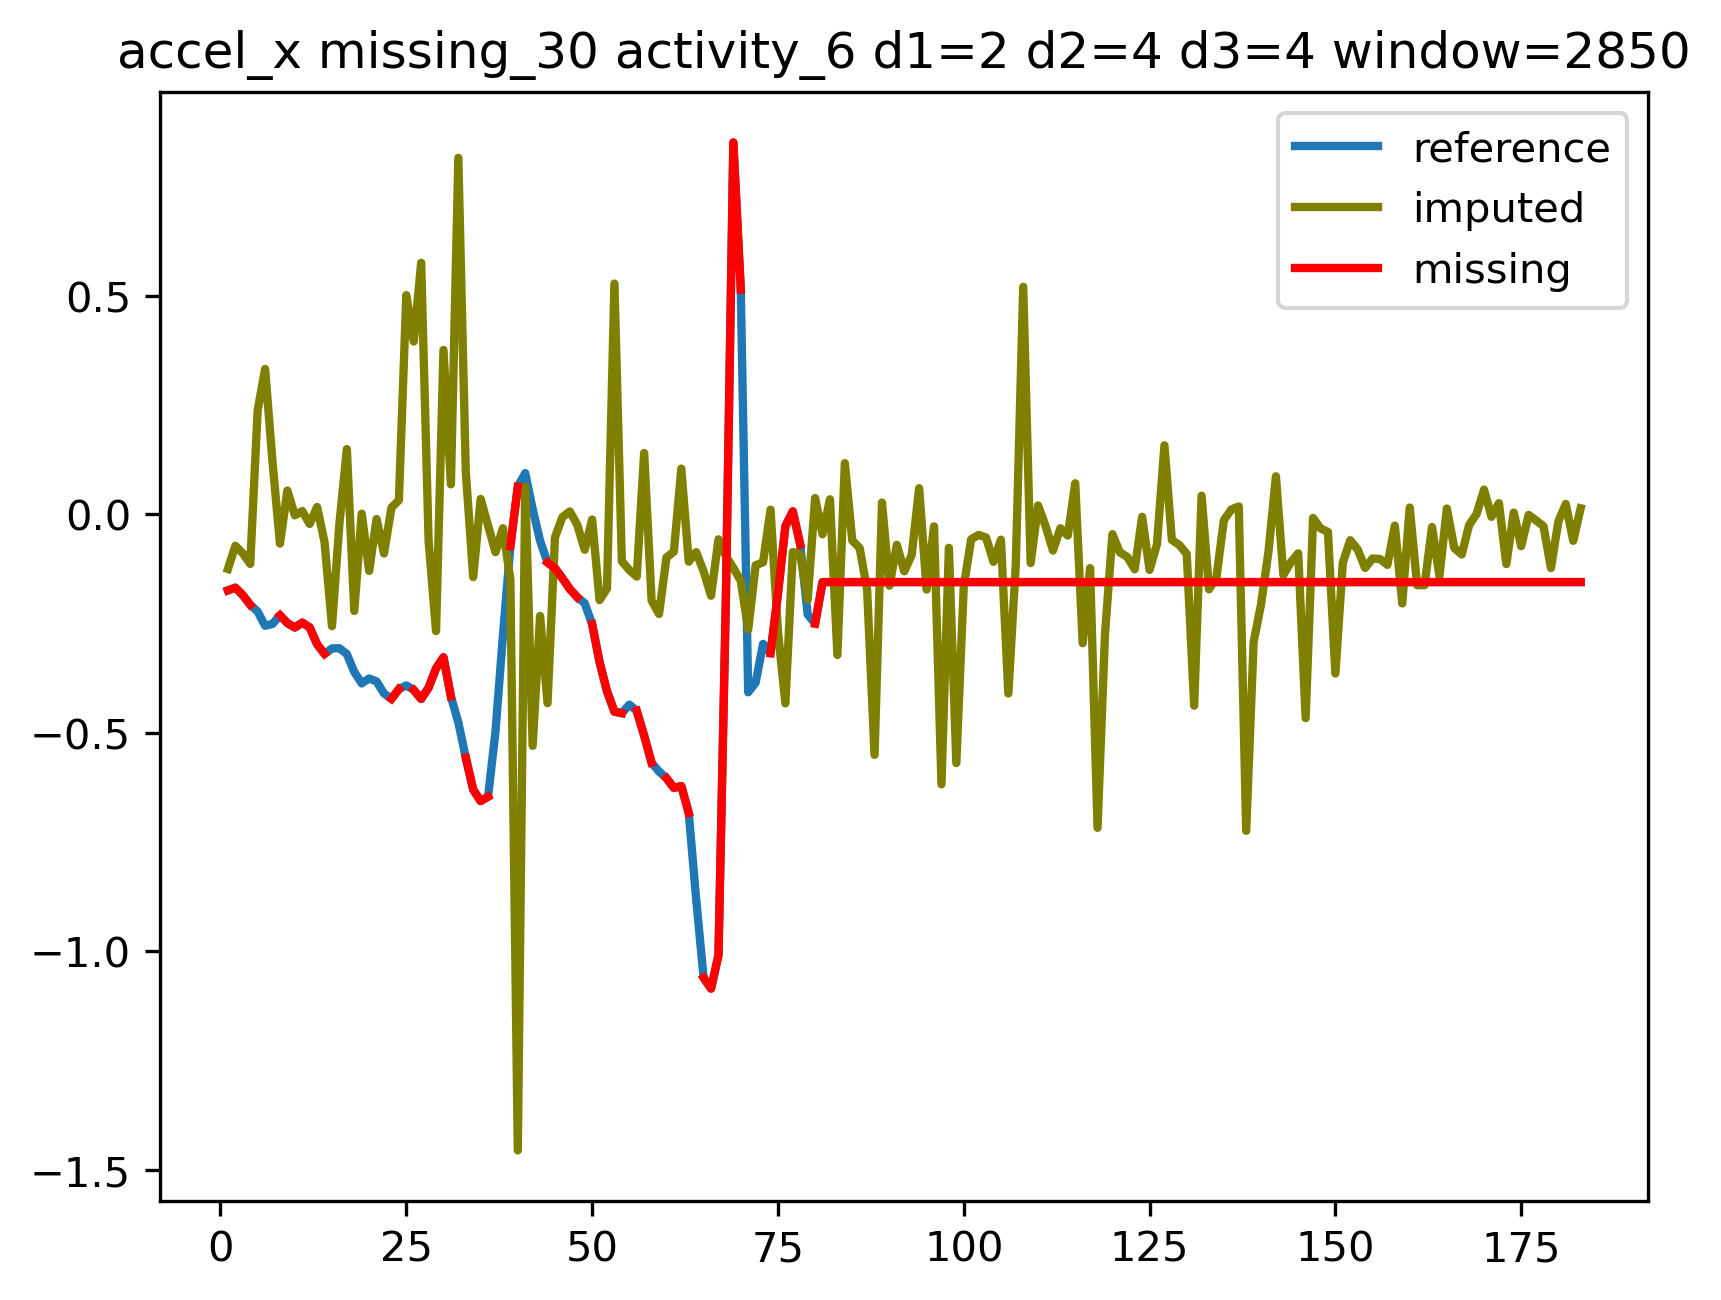 accel_x missing_30 activity_6 d1=2 d2=4 d3=4 window=2850
reference
imputed
missing
0.5
0.0
−0.5
−1.0
−1.5
0 25 50 75 100 125 150 175